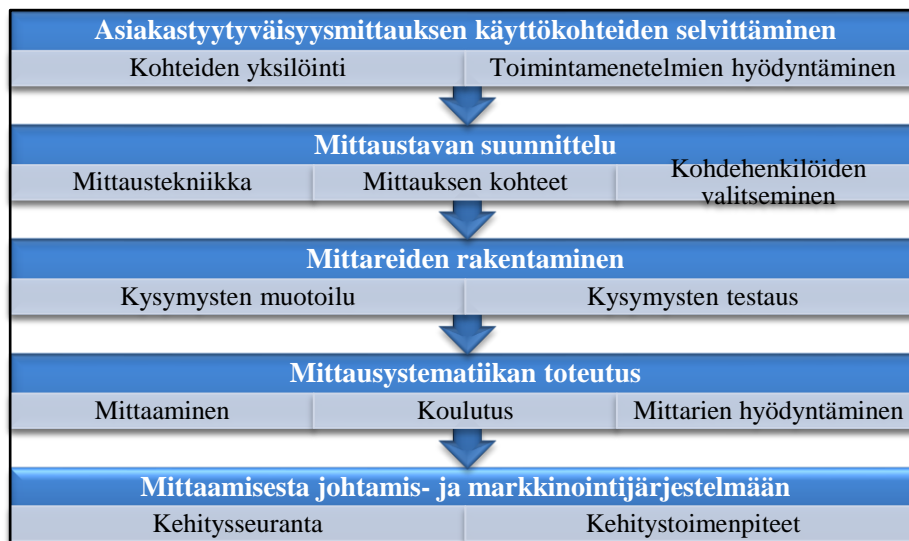 Asiakastyytyväisyysmittauksen käyttökohteiden selvittäminen
Kohteiden yksilöinti
Toimintamenetelmien hyödyntäminen
Mittaustavan suunnittelu
Mittaustekniikka
Mittauksen kohteet
Kohdehenkilöiden
valitseminen
Mittareiden rakentaminen
Kysymysten muotoilu
Kysymysten testaus
Mittausystematiikan toteutus
Mittaaminen
Koulutus
Mittarien hyödyntäminen
Mittaamisesta johtamis- ja markkinointijärjestelmään
Kehitysseuranta
Kehitystoimenpiteet